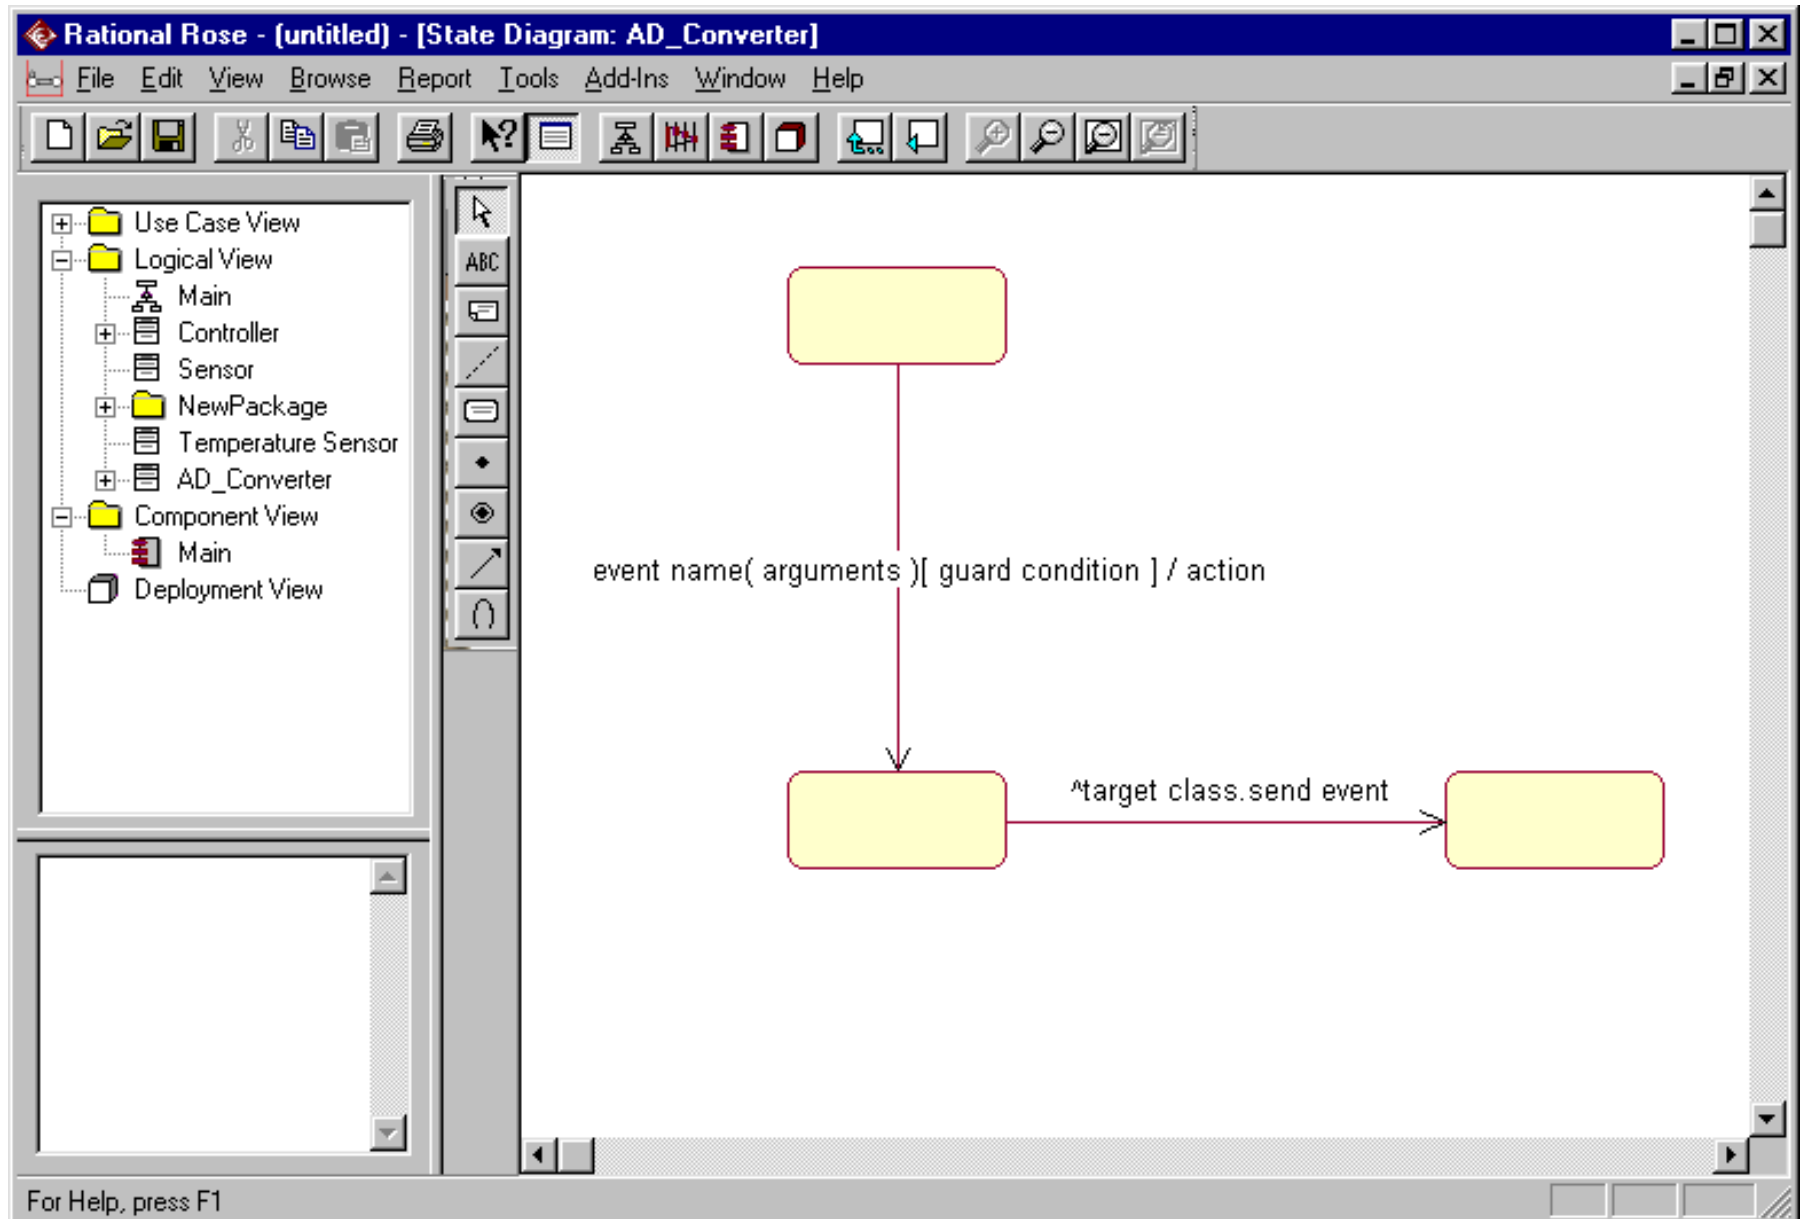 Rational Rose - (untitled) - [State Diagram: AD_Converter]
File Edit View Browse Report Tools Add-Ins Window Help
Use Case View
Logical View
Main
Controller
Sensor
NewPackage
Temperature Sensor
AD_Converter
Component View
Main
Deployment View
ABC
event name( arguments )[ guard condition ] / action
^target class.send event
For Help, press F1